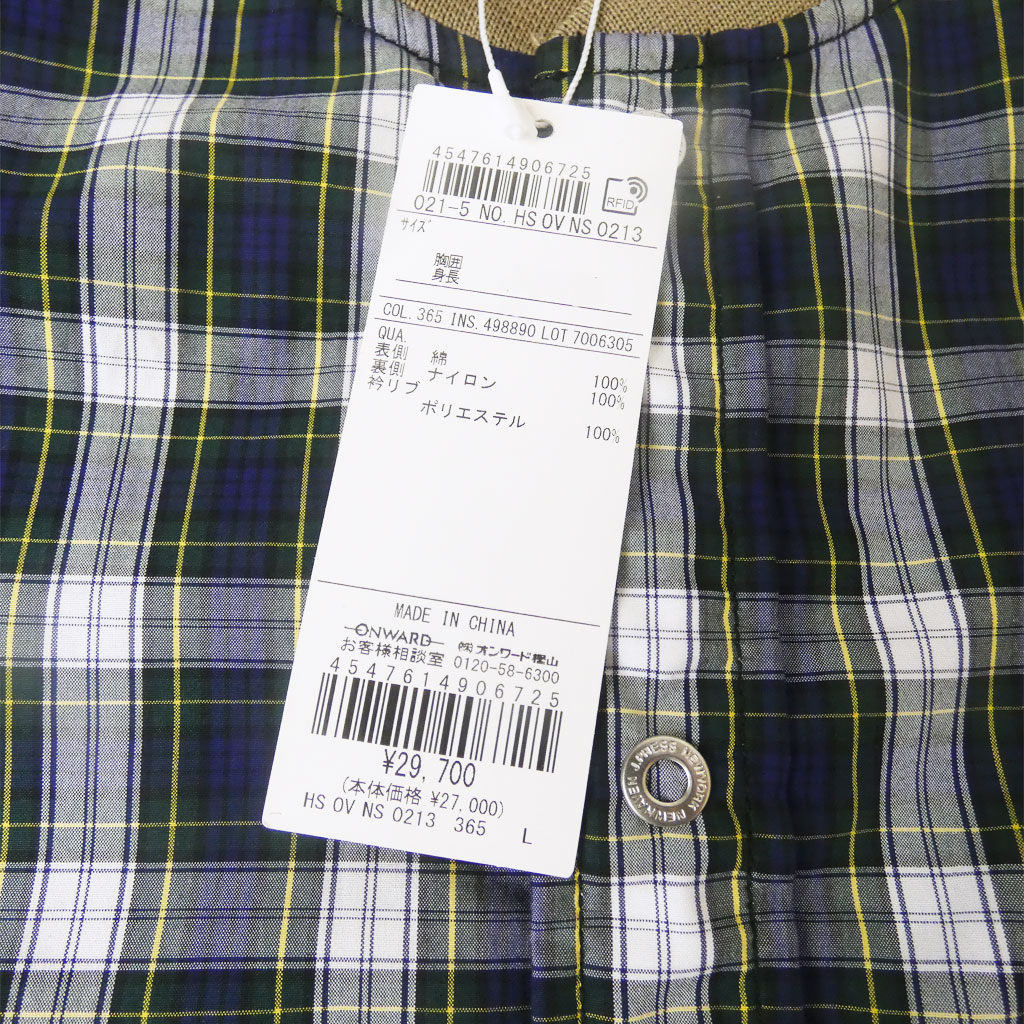 4547614906725
RFID
021-5 NO. HS OV NS 0213
サイズ
胸囲
身長
COL. 365 INS. 498890 LOT 7006305
QUA.
表側 綿 100%
裏側 ナイロン 100%
衿リブ
ポリエステル 100%
MADE IN CHINA
ONWARD ㈱オンワード樫山
お客様相談室 0120-58-6300
4547614906725
¥29,700
(本体価格 ¥27,000)
HS OV NS 0213 365 L
J.PRESS NEWYORK NEWHAVEN